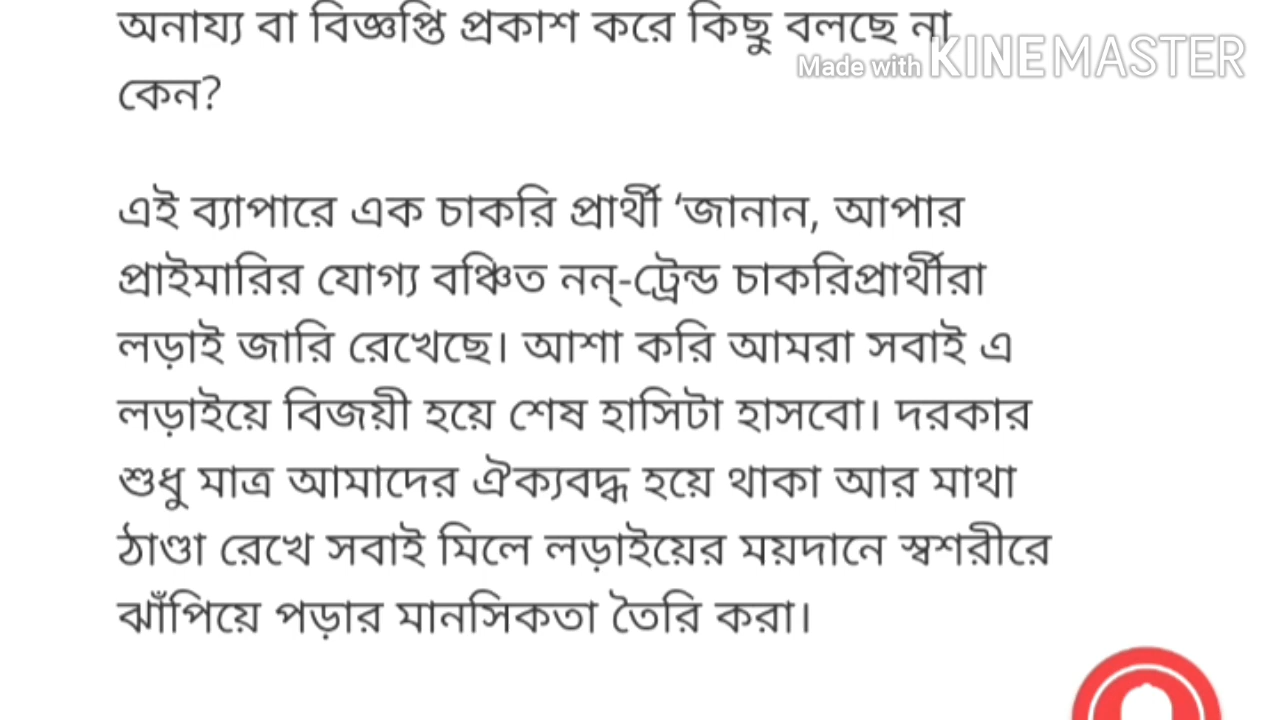 অনায্য বা বিজ্ঞপ্তি প্রকাশ করে কিছু বলছে না
Made with KINEMASTER
কেন?
এই ব্যাপারে এক চাকরি প্রার্থী ‘জানান, আপার
প্রাইমারির যোগ্য বঞ্চিত নন্-ট্রেন্ড চাকরিপ্রার্থীরা
লড়াই জারি রেখেছে। আশা করি আমরা সবাই এ
লড়াইয়ে বিজয়ী হয়ে শেষ হাসিটা হাসবো। দরকার
শুধু মাত্র আমাদের ঐক্যবদ্ধ হয়ে থাকা আর মাথা
ঠাণ্ডা রেখে সবাই মিলে লড়াইয়ের ময়দানে স্বশরীরে
ঝাঁপিয়ে পড়ার মানসিকতা তৈরি করা।